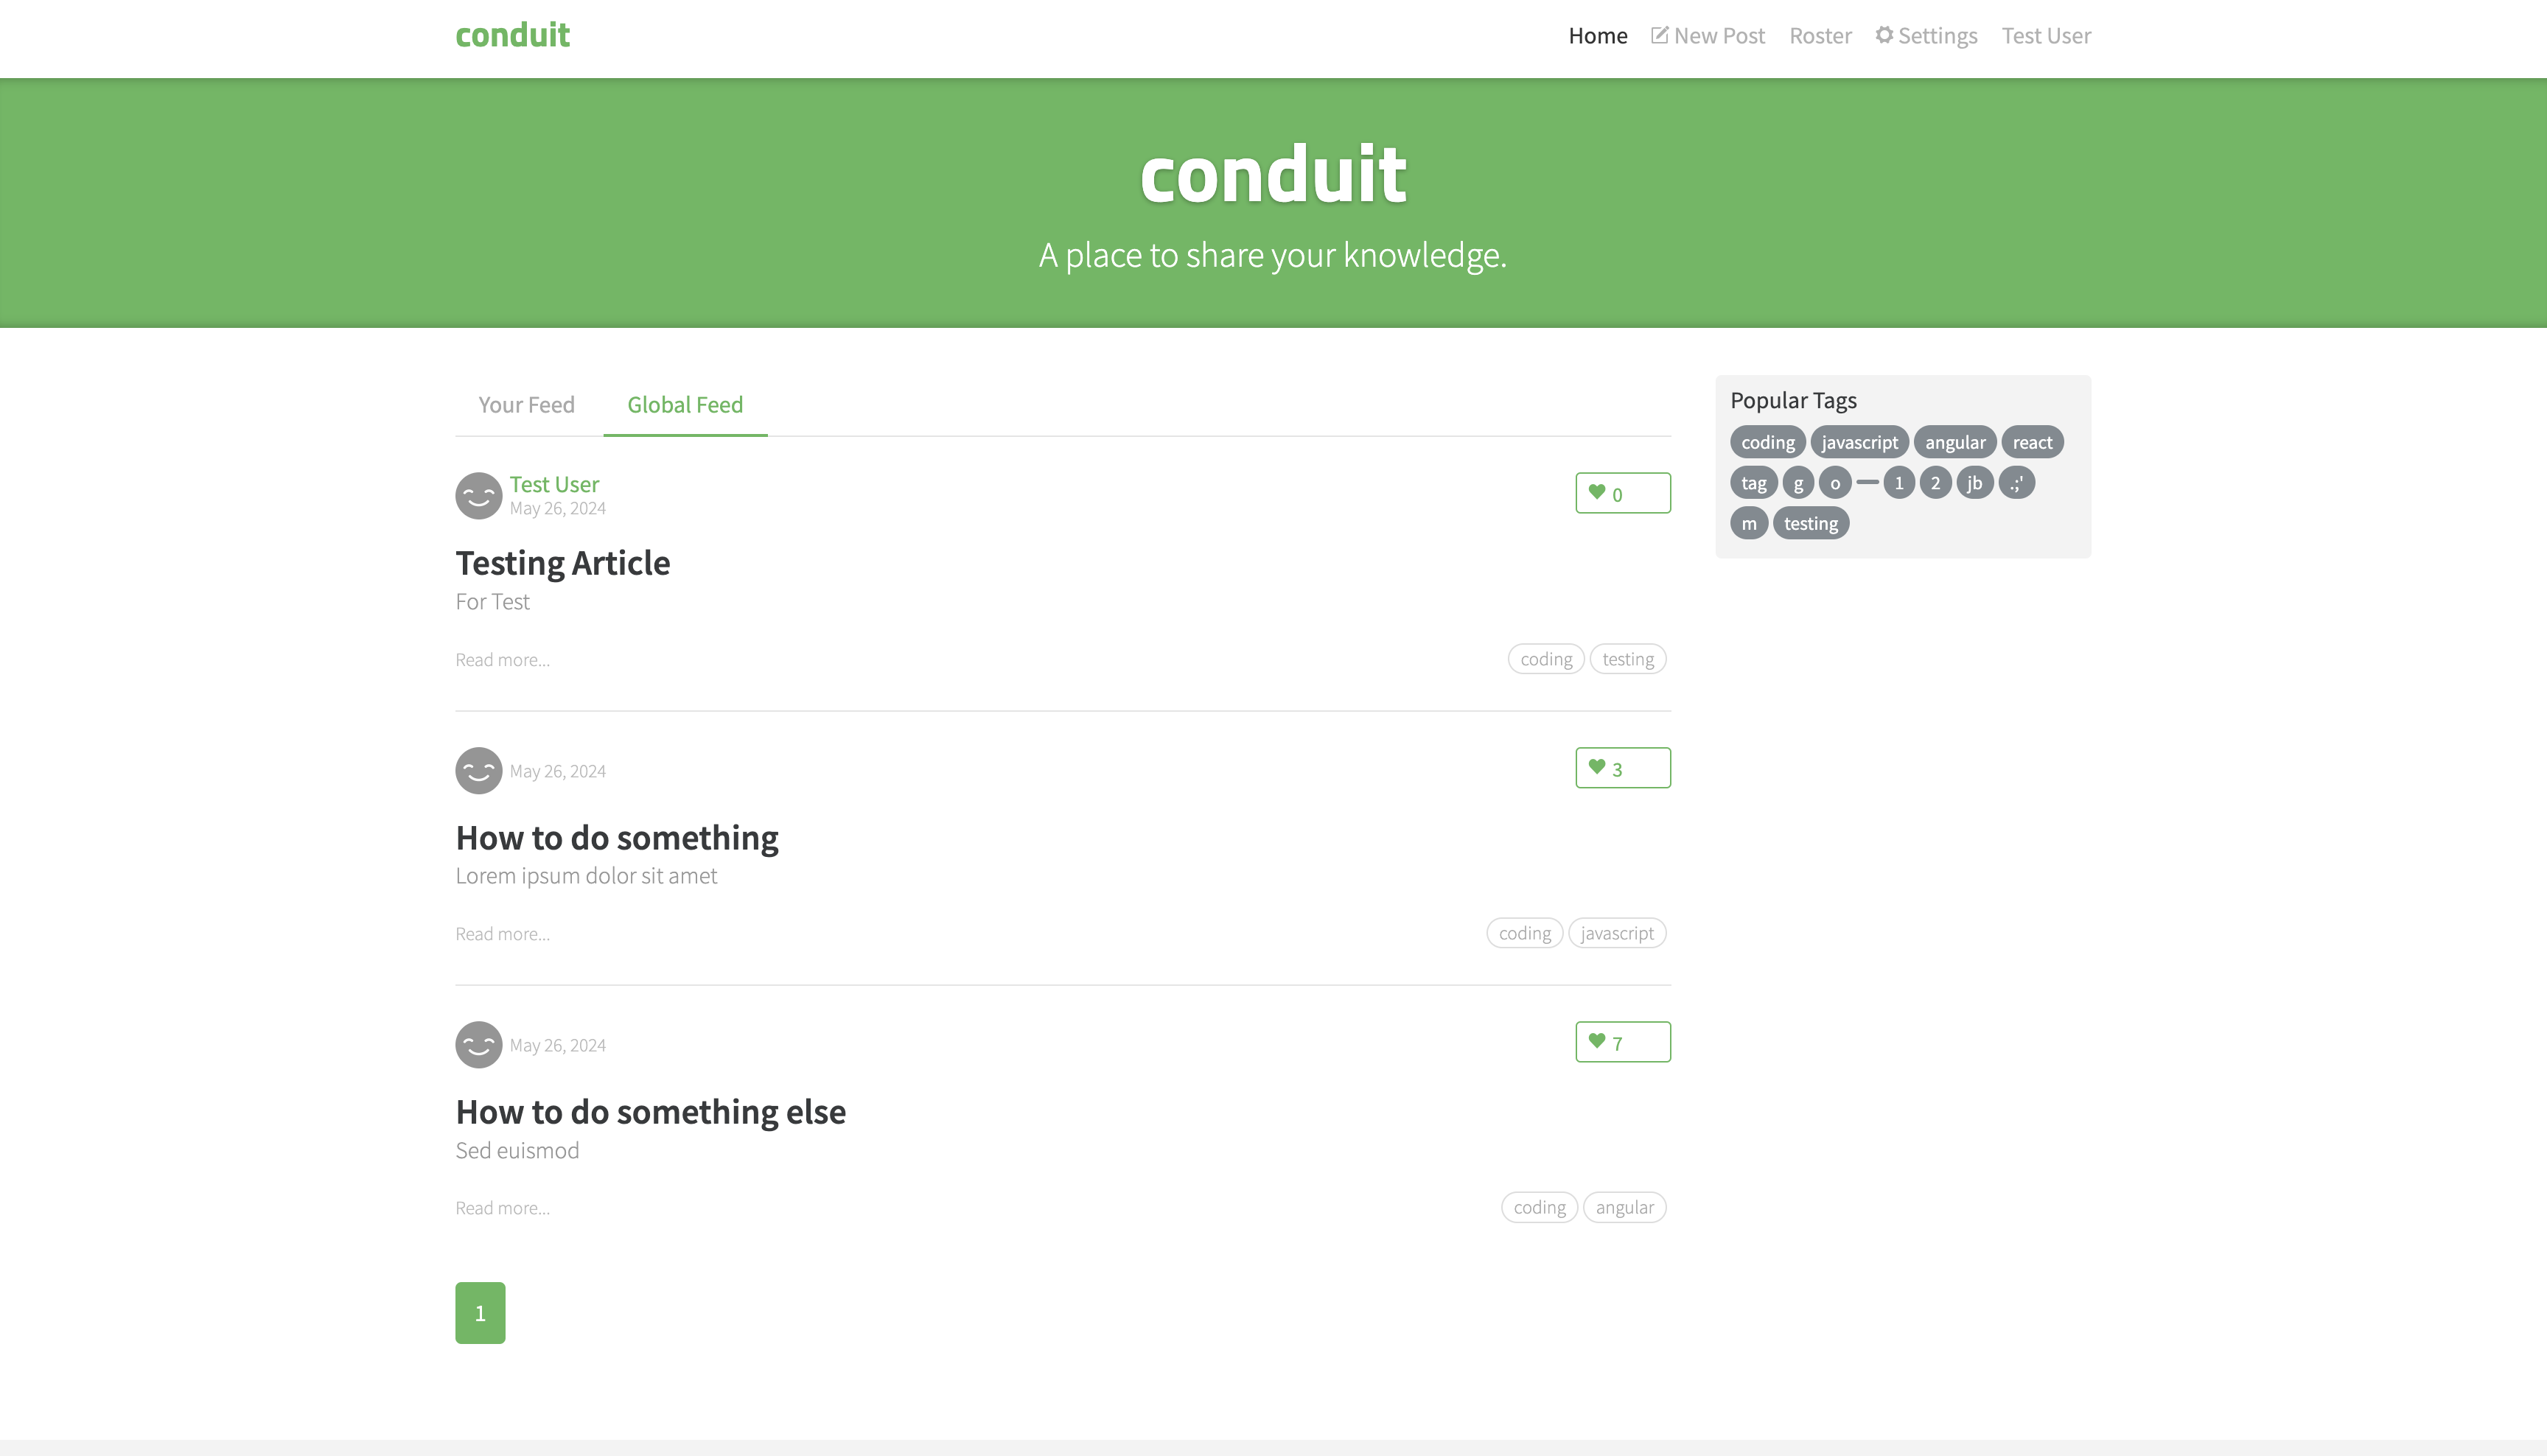 conduit
Home New Post Roster Settings Test User
conduit
A place to share your knowledge.
Your Feed Global Feed
Test User
May 26, 2024
0
Testing Article
For Test
Read more...
coding testing
May 26, 2024
3
How to do something
Lorem ipsum dolor sit amet
Read more...
coding javascript
May 26, 2024
7
How to do something else
Sed euismod
Read more...
coding angular
1
Popular Tags
coding javascript angular react
tag g o 1 2 jb .;'
m testing